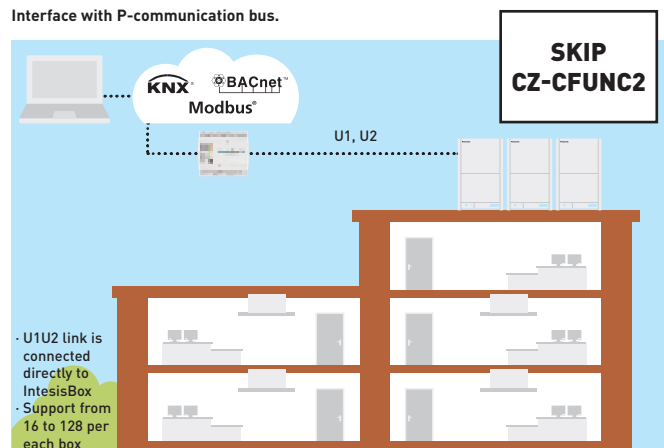 Interface with P-communication bus.
SKIP
CZ-CFUNC2
KNX®
BACnet™
Modbus®
U1, U2
· U1U2 link is
connected
directly to
IntesisBox
· Support from
16 to 128 per
each box